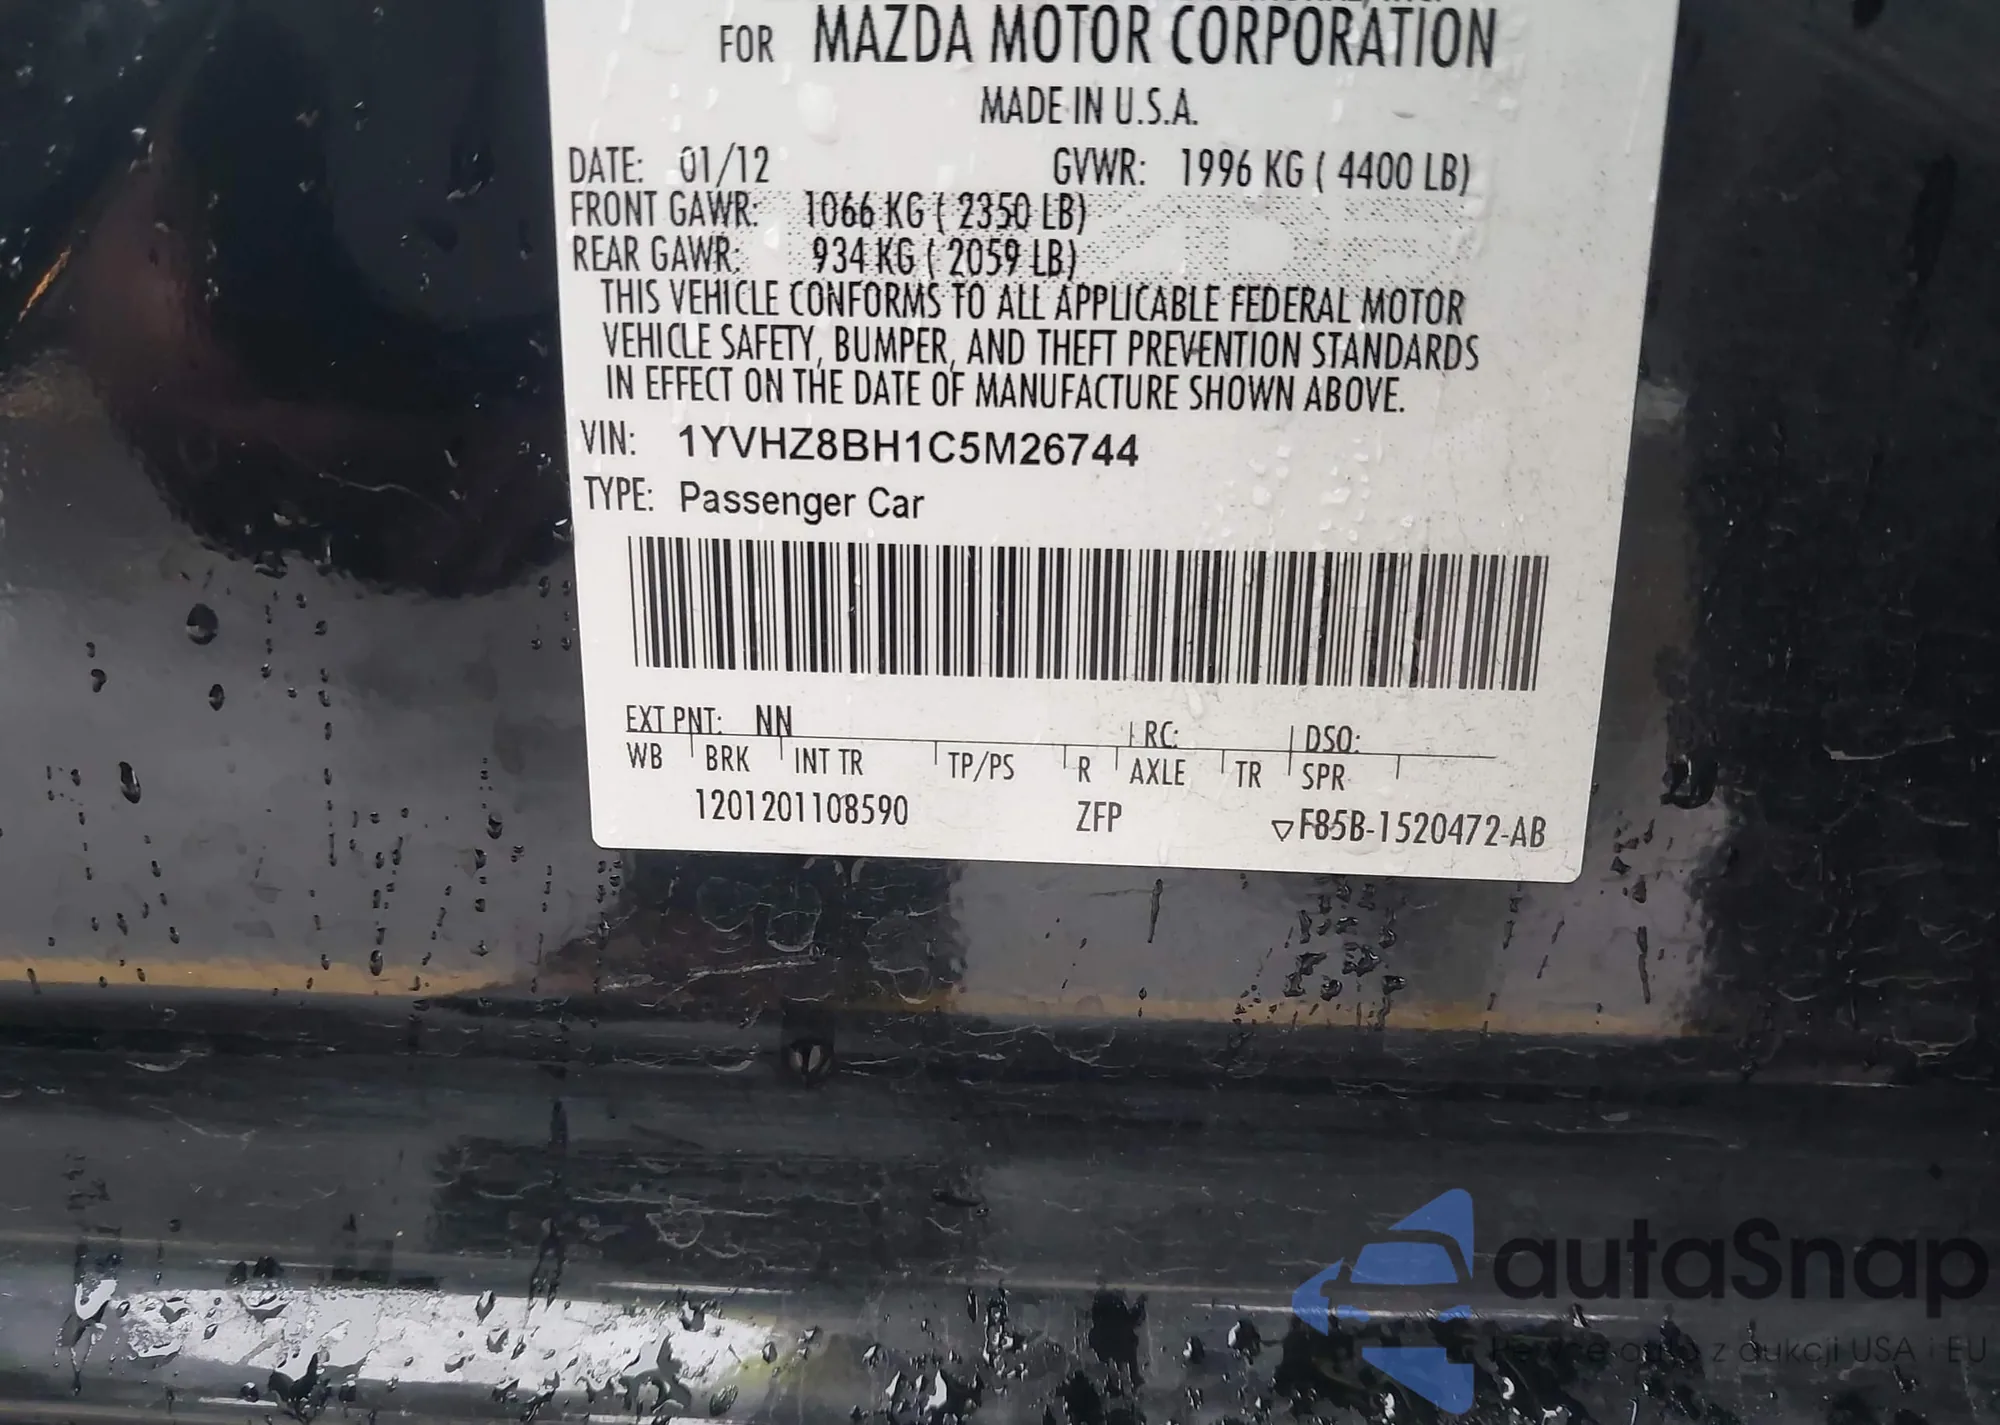 FOR MAZDA MOTOR CORPORATION
MADE IN U.S.A.
DATE: 01/12 GVWR: 1996 KG ( 4400 LB)
FRONT GAWR: 1066 KG ( 2350 LB)
REAR GAWR: 934 KG ( 2059 LB)
THIS VEHICLE CONFORMS TO ALL APPLICABLE FEDERAL MOTOR
VEHICLE SAFETY, BUMPER, AND THEFT PREVENTION STANDARDS
IN EFFECT ON THE DATE OF MANUFACTURE SHOWN ABOVE.
VIN: 1YVHZ8BH1C5M26744
TYPE: Passenger Car
EXT PNT: NN RC: DSO:
WB BRK INT TR TP/PS R AXLE TR SPR
1201201108590 ZFP ▽F85B-1520472-AB
autaSnap
z aukcji USA i EU